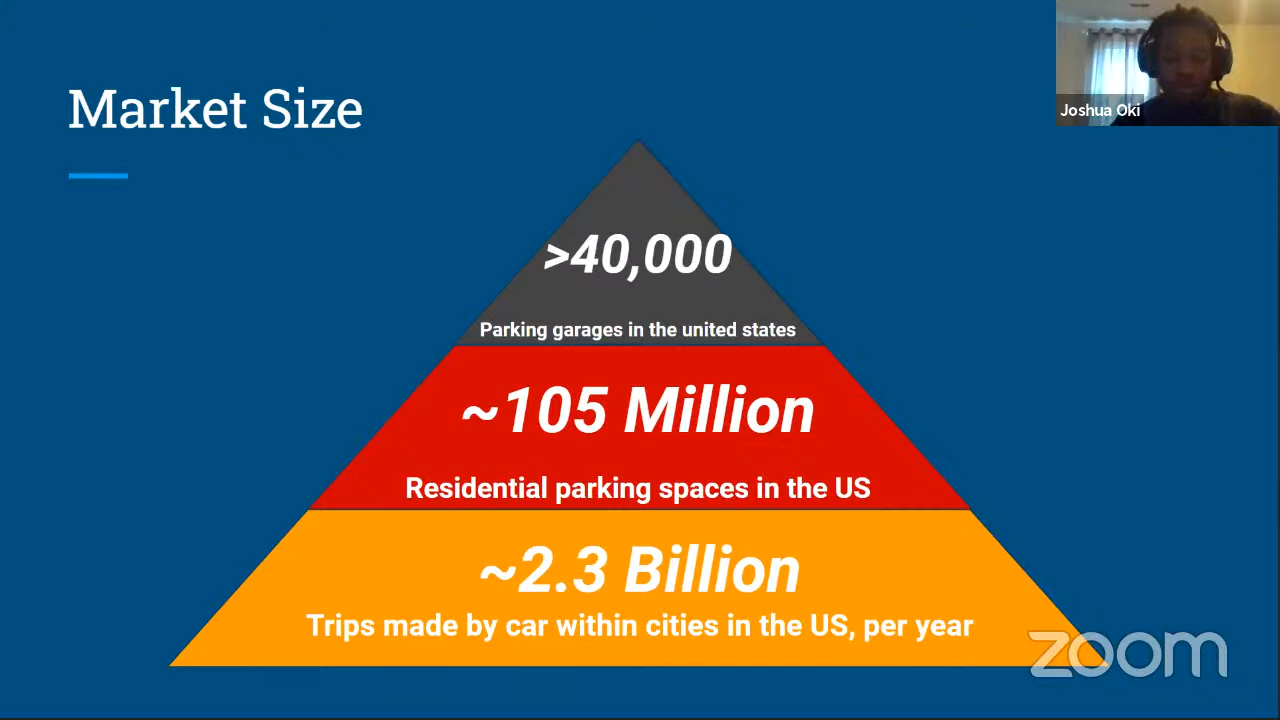 Market Size
Joshua Oki
>40,000
Parking garages in the united states
~105 Million
Residential parking spaces in the US
~2.3 Billion
Trips made by car within cities in the US, per year
zoom